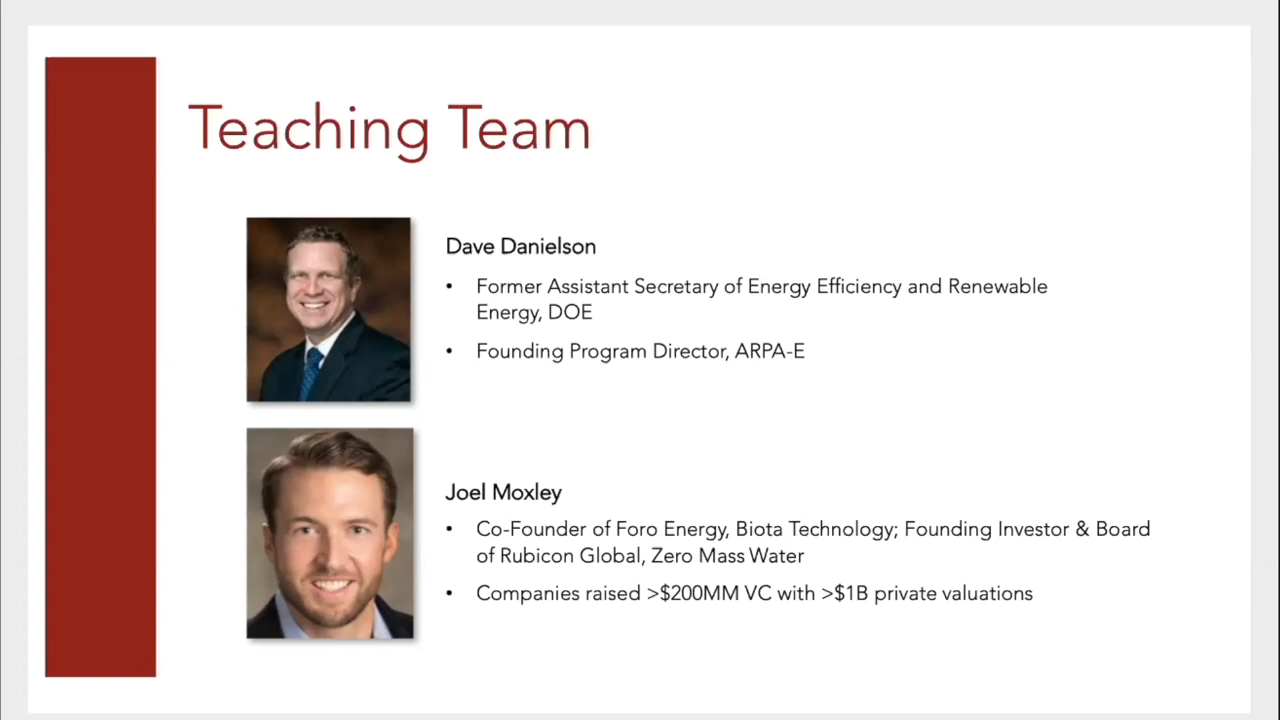 Teaching Team
Dave Danielson
• Former Assistant Secretary of Energy Efficiency and Renewable
Energy, DOE
• Founding Program Director, ARPA-E
Joel Moxley
• Co-Founder of Foro Energy, Biota Technology; Founding Investor & Board
of Rubicon Global, Zero Mass Water
• Companies raised >$200MM VC with >$1B private valuations